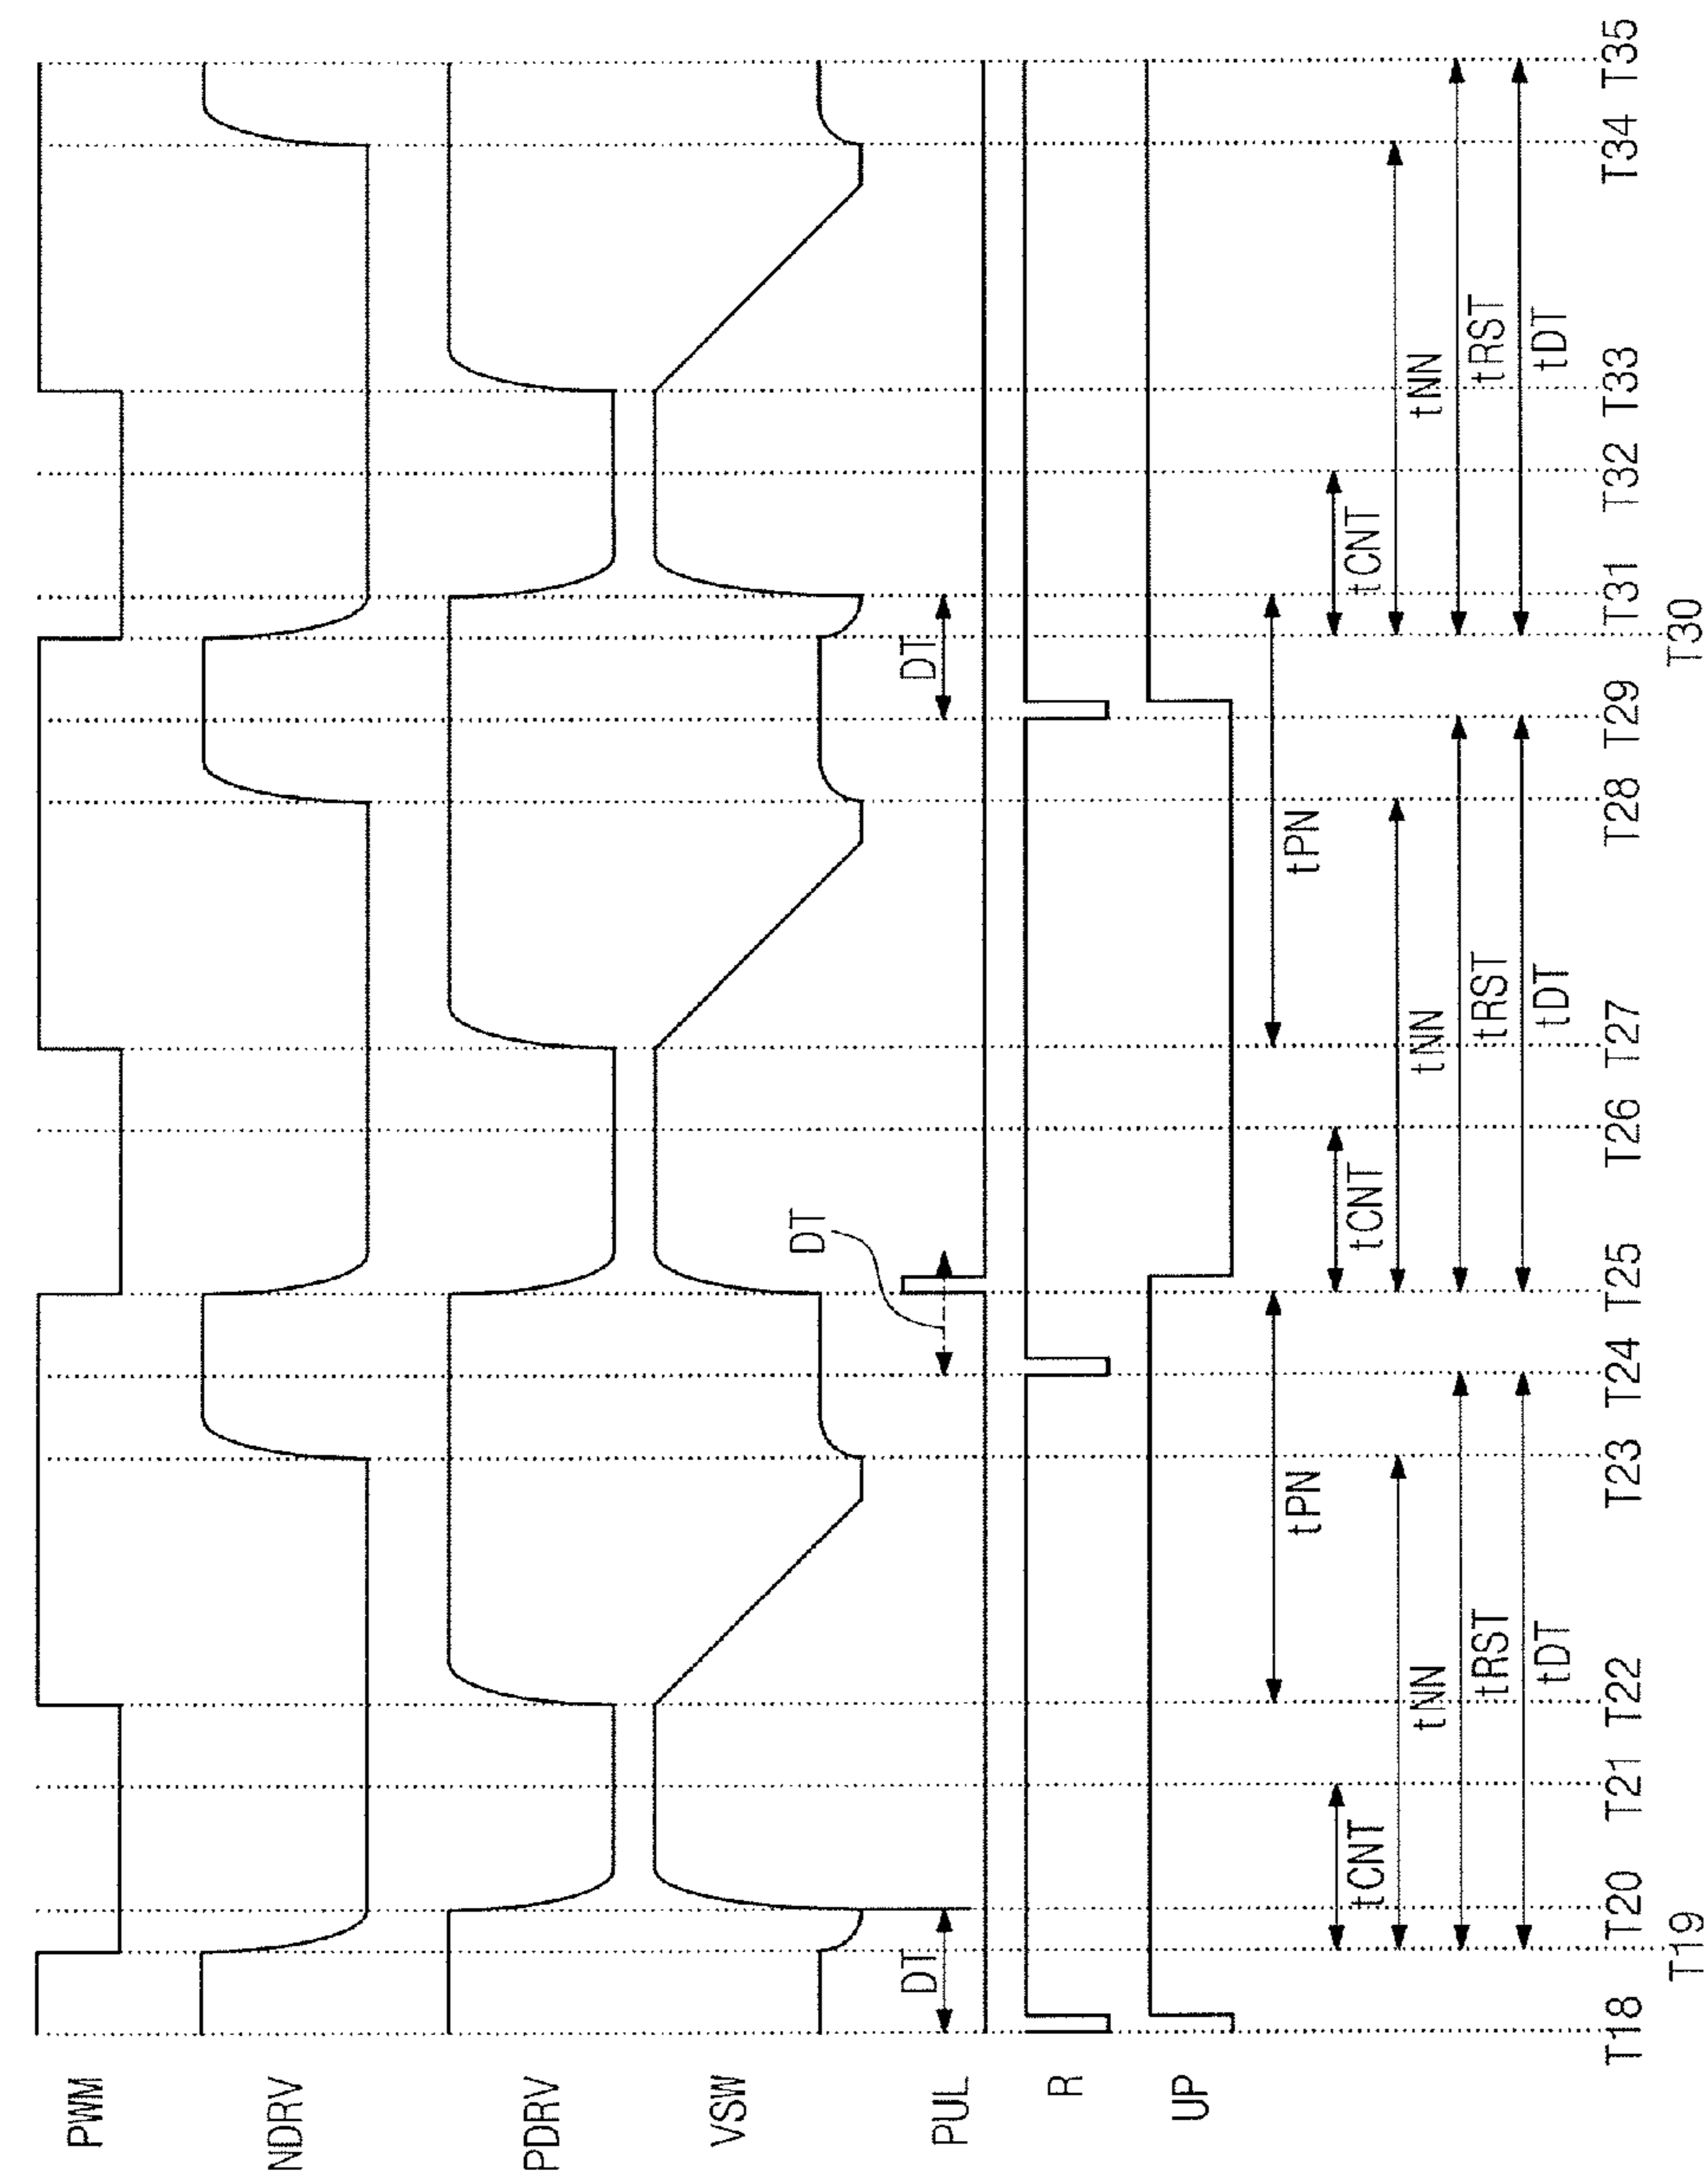 PWM
NDRV
PDRV
VSW
PUL
R
UP
DT
DT
DT
tPN
tPN
tCNT
tCNT
tCNT
tNN
tNN
tNN
tRST
tRST
tRST
tDT
tDT
tDT
T18 T20 T21 T22 T23 T24 T25 T26 T27 T28 T29 T31 T32 T33 T34 T35
T19 T30